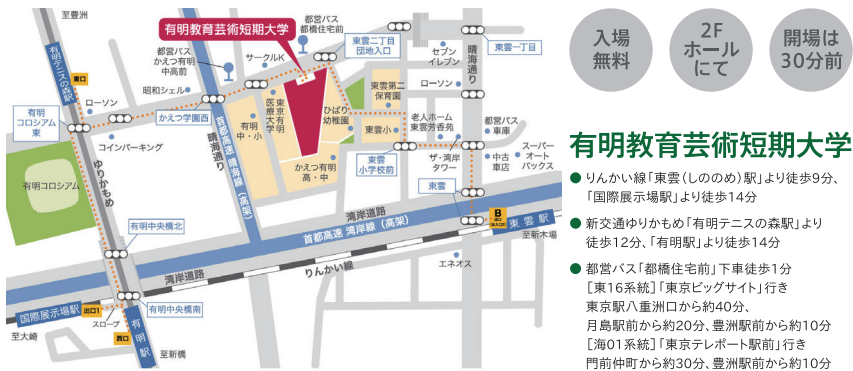 至豊洲
有明テニスの森駅
東口
ローソン
有明
コロシアム
東
コインパーキング
有明コロシアム
ゆりかもめ
有明中央橋北
国際展示場駅
出口1
スロープ
至大崎
有明中央橋南
西口
有明駅
至新橋
有明教育芸術短期大学
都営バス
かえつ有明
中高前
昭和シェル
サークルK
都営バス
都橋住宅前
かえつ学園西
首都高速 晴海線(高架)
晴海通り
有明
中・小
東京有明
医療大学
ひばり
幼稚園
かえつ有明
高・中
東雲二丁目
団地入口
東雲第二
保育園
東雲小
東雲
小学校前
セブン
イレブン
ローソン
晴海通り
東雲一丁目
老人ホーム
東雲芳香苑
都営バス
車庫
ザ・湾岸
タワー
中古
車店
スーパー
オート
バックス
東雲
湾岸道路
首都高速 湾岸線(高架)
湾岸道路
りんかい線
B
東雲駅
至新木場
エネオス
入場
無料
2F
ホール
にて
開場は
30分前
有明教育芸術短期大学
● りんかい線「東雲(しののめ)駅」より徒歩9分、
「国際展示場駅」より徒歩14分
● 新交通ゆりかもめ「有明テニスの森駅」より
徒歩12分、「有明駅」より徒歩14分
● 都営バス「都橋住宅前」下車徒歩1分
[東16系統]「東京ビッグサイト」行き
東京駅八重洲口から約40分、
月島駅前から約20分、豊洲駅前から約10分
[海01系統]「東京テレポート駅前」行き
門前仲町から約30分、豊洲駅前から約10分